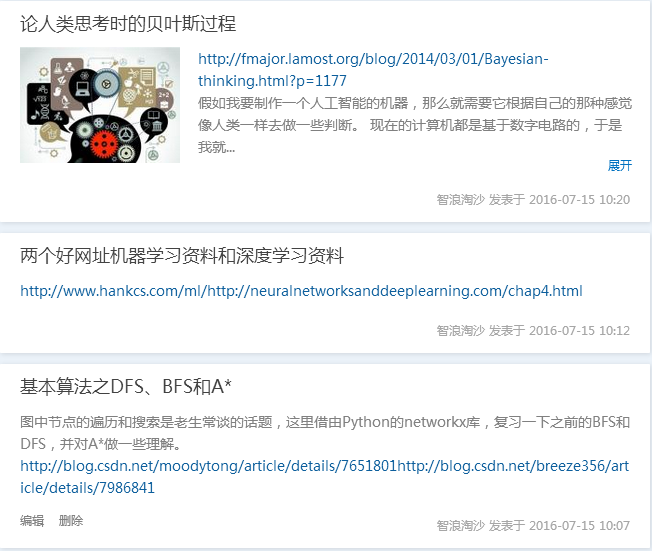 论人类思考时的贝叶斯过程
http://fmajor.lamost.org/blog/2014/03/01/Bayesian-
thinking.html?p=1177
假如我要制作一个人工智能的机器，那么就需要它根据自己的那种感觉
像人类一样去做一些判断。 现在的计算机都是基于数字电路的，于是
我就...
展开
智浪淘沙 发表于 2016-07-15 10:20
两个好网址机器学习资料和深度学习资料
http://www.hankcs.com/ml/http://neuralnetworksanddeeplearning.com/chap4.html
智浪淘沙 发表于 2016-07-15 10:12
基本算法之DFS、BFS和A*
图中节点的遍历和搜索是老生常谈的话题，这里借由Python的networkx库，复习一下之前的BFS和
DFS，并对A*做一些理解。
http://blog.csdn.net/moodytong/article/details/7651801http://blog.csdn.net/breeze356/art
icle/details/7986841
编辑 删除
智浪淘沙 发表于 2016-07-15 10:07